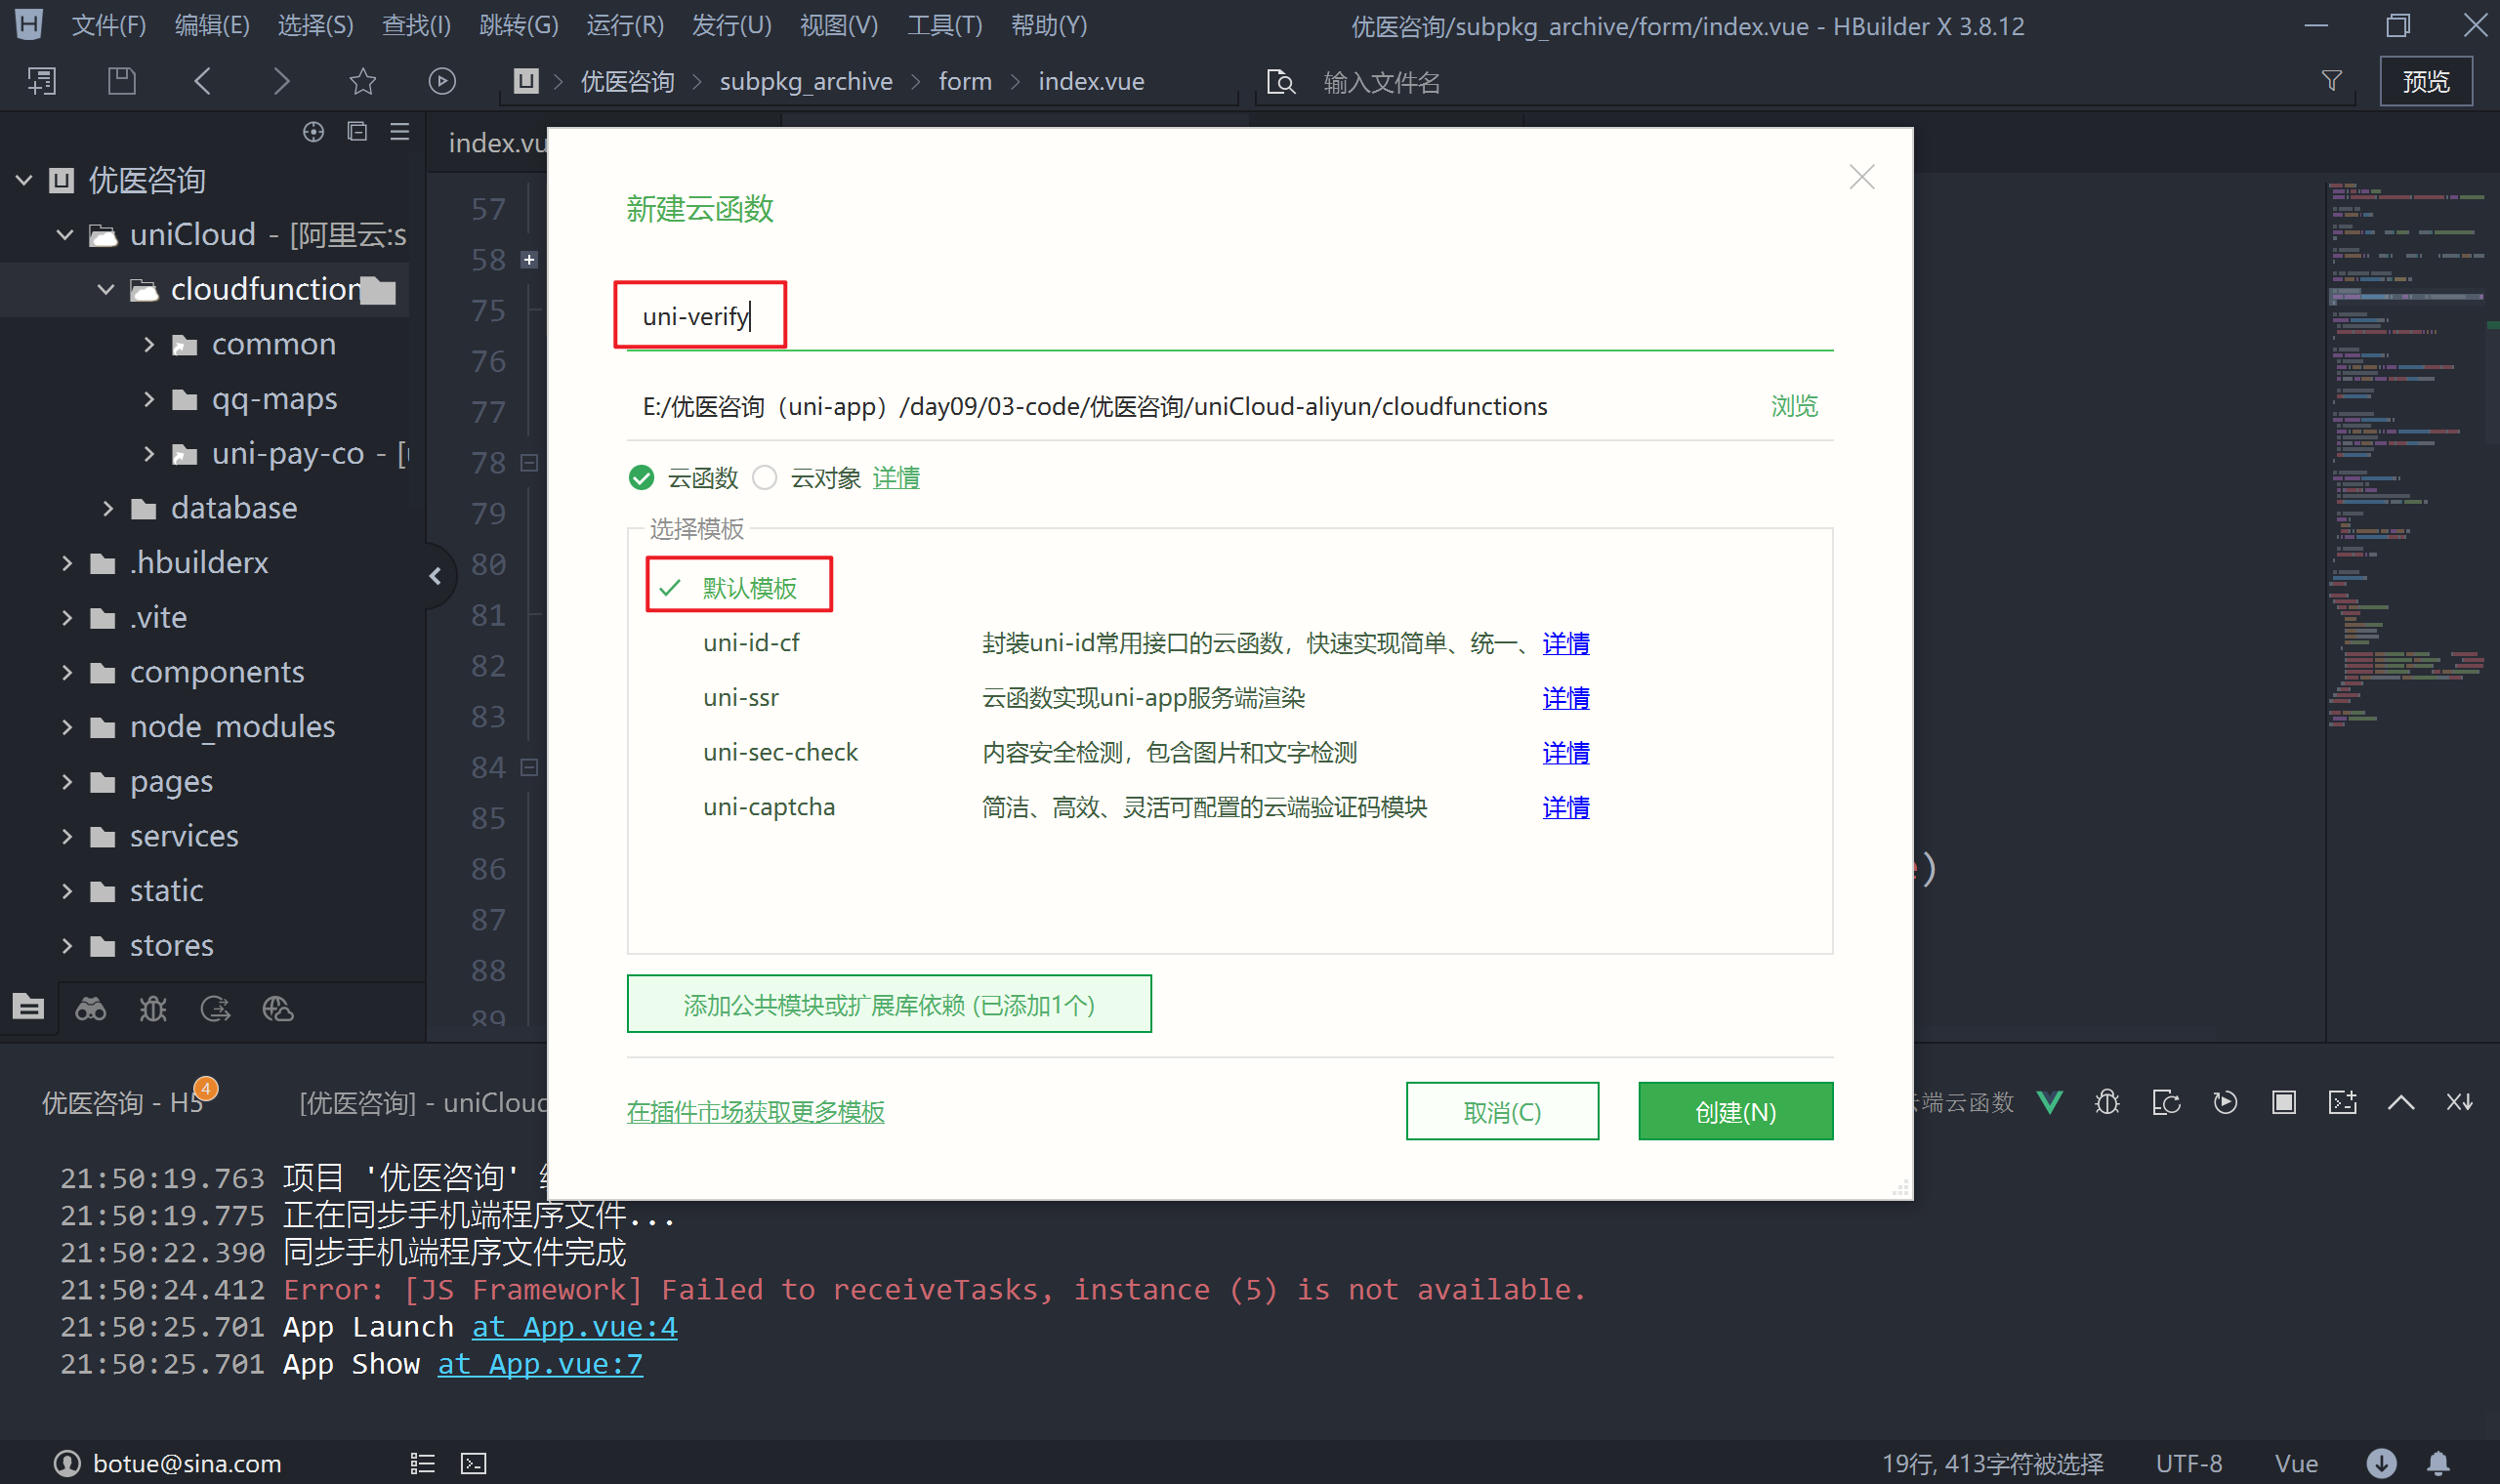 文件(F) 编辑(E) 选择(S) 查找(I) 跳转(G) 运行(R) 发行(U) 视图(V) 工具(T) 帮助(Y) 优医咨询/subpkg_archive/form/index.vue - HBuilder X 3.8.12
优医咨询 subpkg_archive form index.vue 输入文件名 预览
index.vu
优医咨询
uniCloud - [阿里云:s
cloudfunction
common
qq-maps
uni-pay-co - [
database
.hbuilderx
.vite
components
node_modules
pages
services
static
stores
57
58
75
76
77
78
79
80
81
82
83
84
85
86
87
88
89
)
新建云函数
uni-verify
E:/优医咨询（uni-app）/day09/03-code/优医咨询/uniCloud-aliyun/cloudfunctions 浏览
云函数 云对象 详情
选择模板
默认模板
uni-id-cf 封装uni-id常用接口的云函数，快速实现简单、统一、 详情
uni-ssr 云函数实现uni-app服务端渲染 详情
uni-sec-check 内容安全检测，包含图片和文字检测 详情
uni-captcha 简洁、高效、灵活可配置的云端验证码模块 详情
添加公共模块或扩展库依赖 (已添加1个)
在插件市场获取更多模板 取消(C) 创建(N)
优医咨询 - H5 4 [优医咨询] - uniCloud 端云函数
21:50:19.763 项目 '优医咨询'
21:50:19.775 正在同步手机端程序文件...
21:50:22.390 同步手机端程序文件完成
21:50:24.412 Error: [JS Framework] Failed to receiveTasks, instance (5) is not available.
21:50:25.701 App Launch at App.vue:4
21:50:25.701 App Show at App.vue:7
botue@sina.com 19行, 413字符被选择 UTF-8 Vue